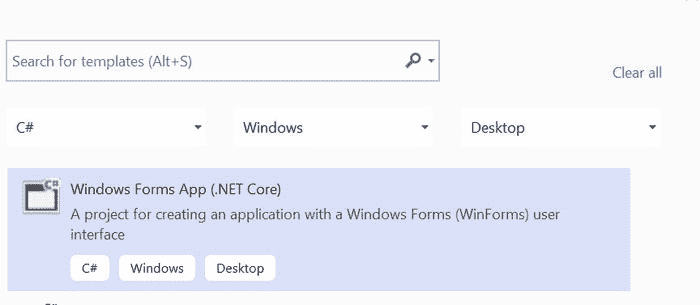 Search for templates (Alt+S)
Clear all
C#
Windows
Desktop
C#
Windows Forms App (.NET Core)
A project for creating an application with a Windows Forms (WinForms) user
interface
C#
Windows
Desktop